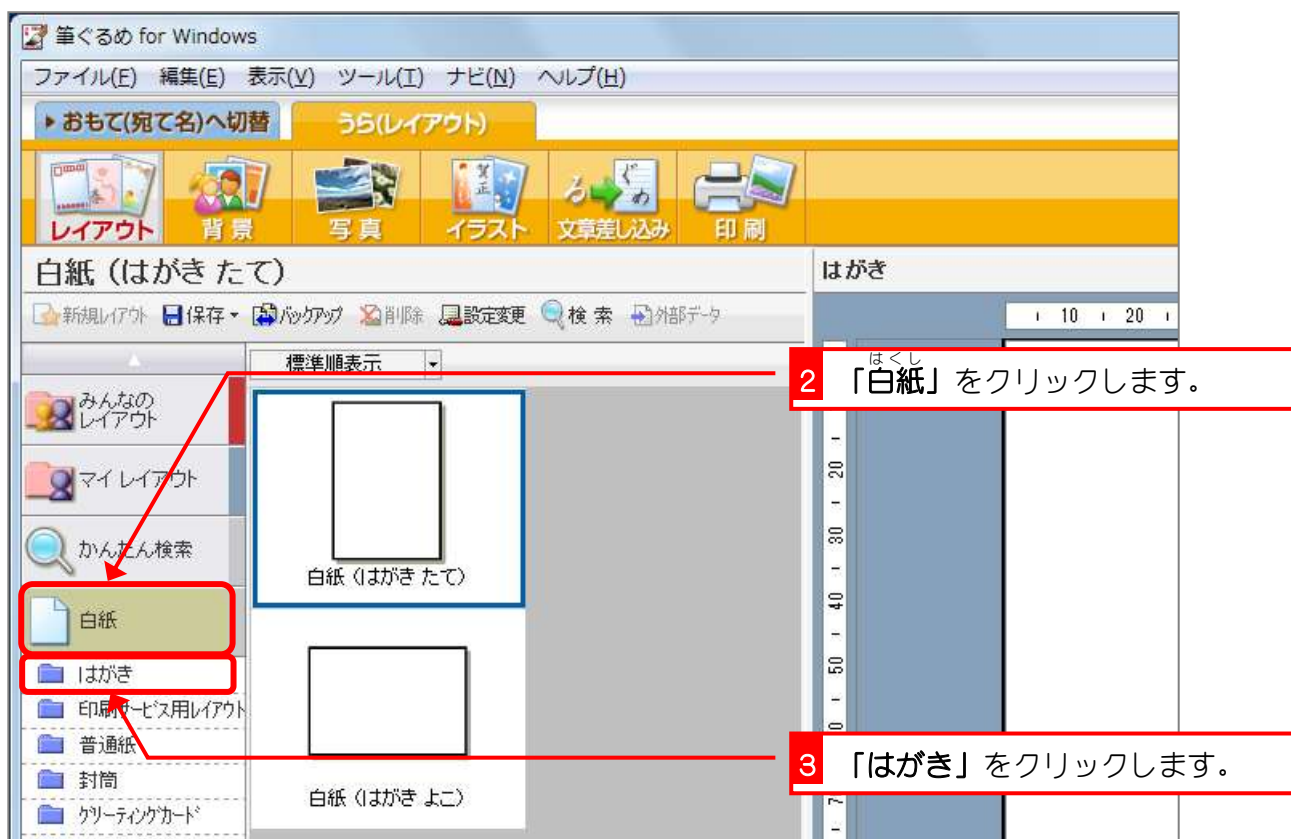 筆ぐるめ for Windows
ファイル(F) 編集(E) 表示(V) ツール(T) ナビ(N) ヘルプ(H)
おもて(宛て名)へ切替 うら(レイアウト)
レイアウト 背景 写真 イラスト 文章差し込み 印刷
白紙 (はがき たて)
はがき
新規レイアウト 保存 バックアップ 削除 設定変更 検索 外部データ
10 20
標準順表示
はくし
2 「白紙」をクリックします。
みんなの
レイアウト
マイ レイアウト
かんたん検索
白紙
はがき
印刷サービス用レイアウト
普通紙
封筒
グリーティングカード
白紙 (はがき たて)
白紙 (はがき よこ)
20
30
40
50
3 「はがき」をクリックします。